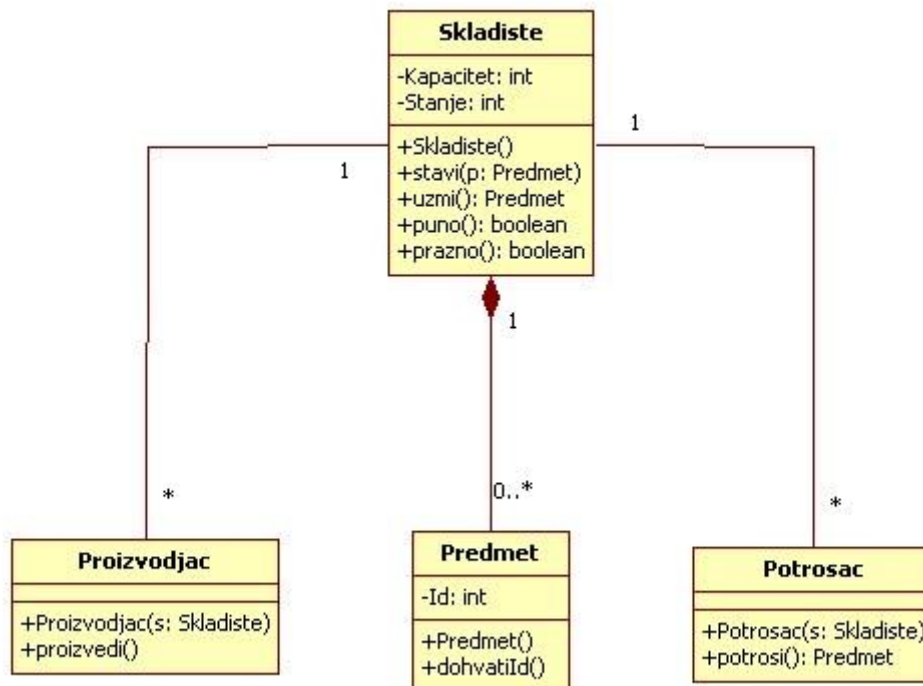 Skladiste
-Kapacitet: int
-Stanje: int
+Skladiste()
+stavi(p: Predmet)
+uzmi(): Predmet
+puno(): boolean
+prazno(): boolean
1
1
1
*
0..*
*
Proizvodjac
+Proizvodjac(s: Skladiste)
+proizvedi()
Predmet
-Id: int
+Predmet()
+dohvatiId()
Potrosac
+Potrosac(s: Skladiste)
+potrosi(): Predmet